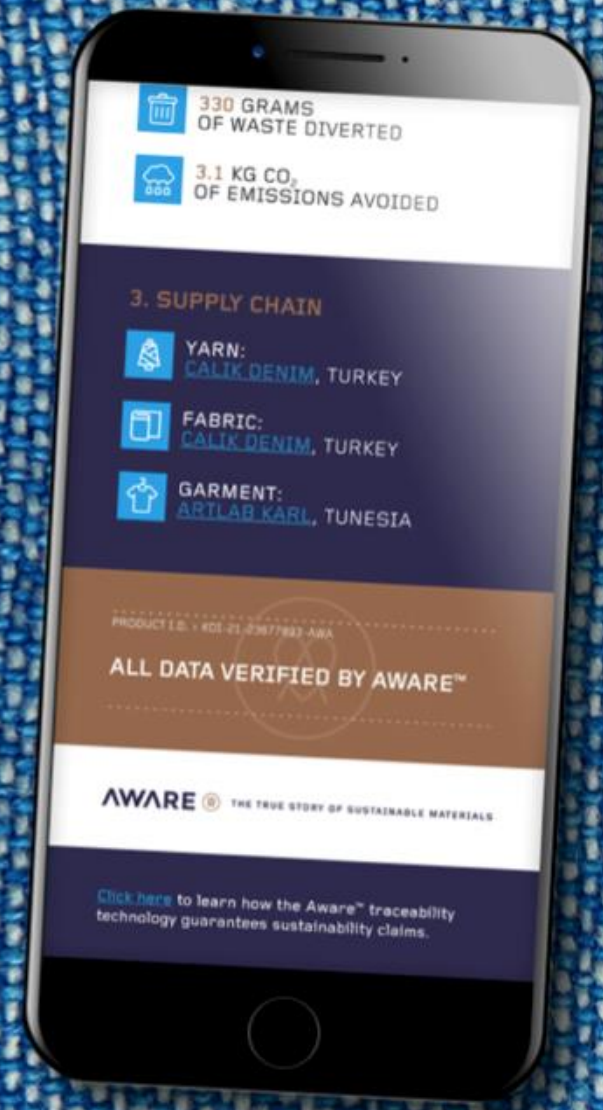 330 GRAMS
OF WASTE DIVERTED
3.1 KG CO₂
OF EMISSIONS AVOIDED
3. SUPPLY CHAIN
YARN:
CALIK DENIM, TURKEY
FABRIC:
CALIK DENIM, TURKEY
GARMENT:
ARTLAB KARL, TUNESIA
PRODUCT I.D.
ALL DATA VERIFIED BY AWARE™
AWARE THE TRUE STORY OF SUSTAINABLE MATERIALS
Click here to learn how the Aware™ traceability
technology guarantees sustainability claims.